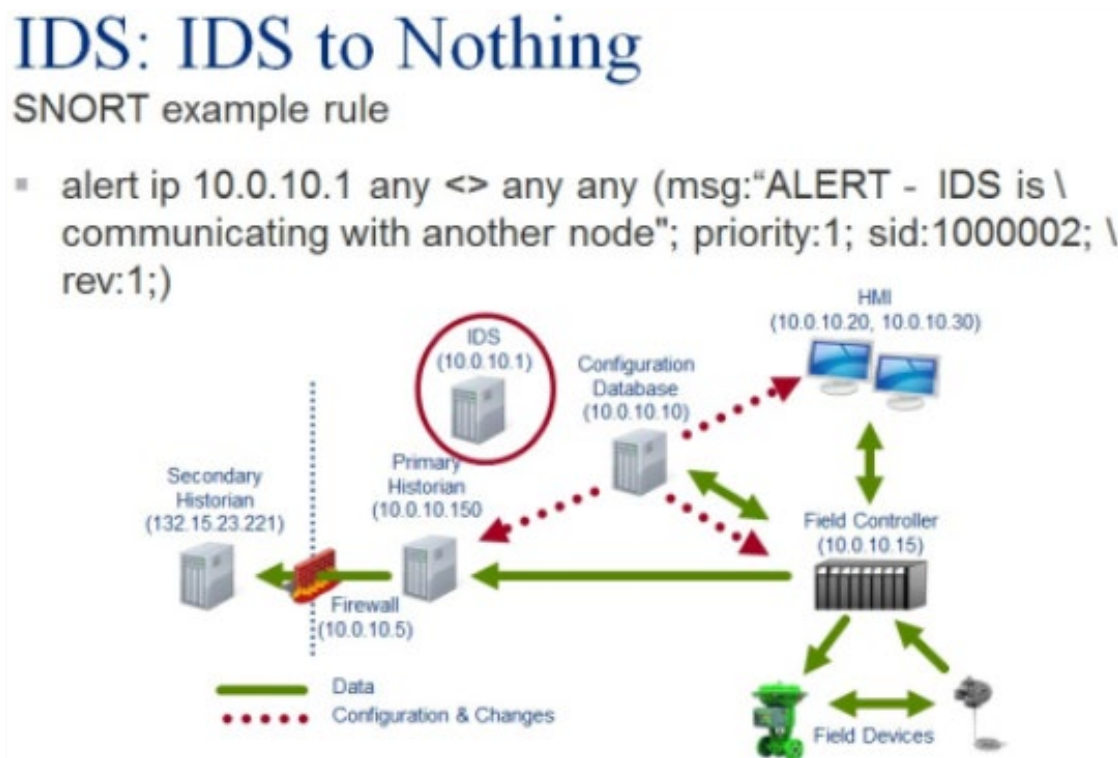 IDS: IDS to Nothing
SNORT example rule
▪ alert ip 10.0.10.1 any <> any any (msg:“ALERT - IDS is \
communicating with another node"; priority:1; sid:1000002; \
rev:1;)
HMI
(10.0.10.20, 10.0.10.30)
IDS
(10.0.10.1)
Configuration
Database
(10.0.10.10)
Primary
Historian
(10.0.10.150
Secondary
Historian
(132.15.23.221)
Field Controller
(10.0.10.15)
Firewall
(10.0.10.5)
Data
Configuration & Changes
Field Devices